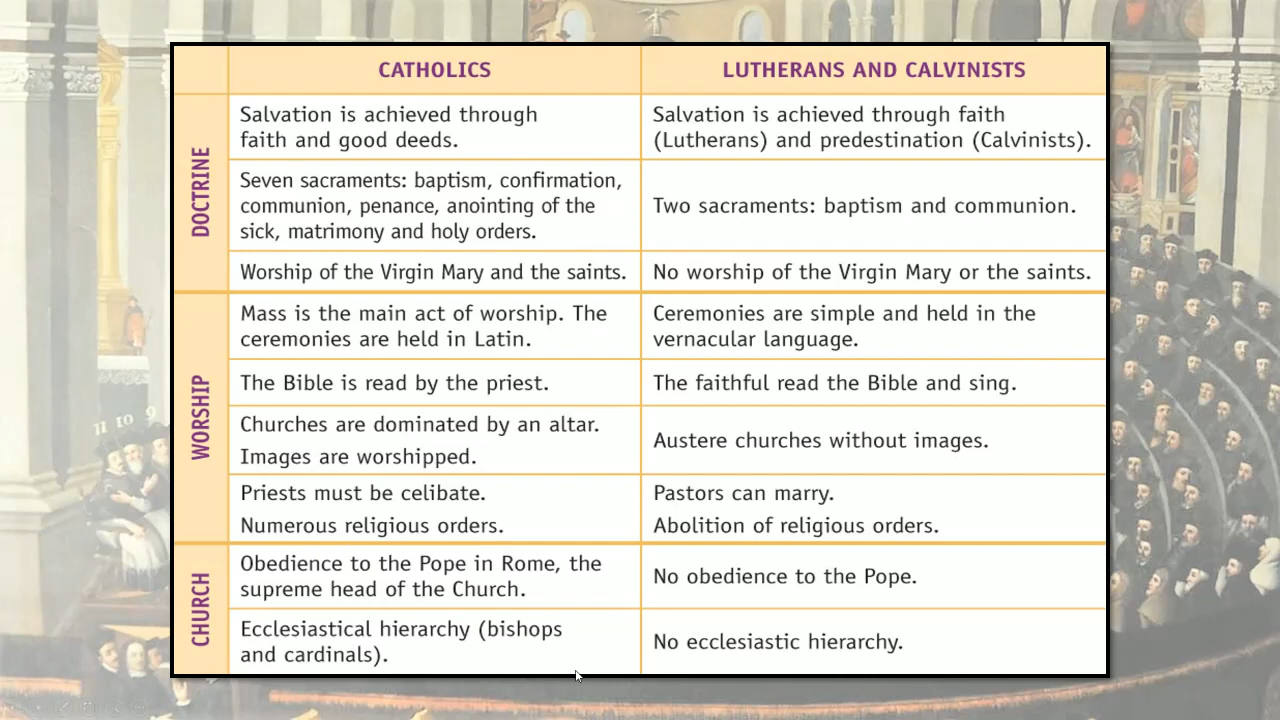 CATHOLICS
LUTHERANS AND CALVINISTS
DOCTRINE
Salvation is achieved through
faith and good deeds.
Salvation is achieved through faith
(Lutherans) and predestination (Calvinists).
Seven sacraments: baptism, confirmation,
communion, penance, anointing of the
sick, matrimony and holy orders.
Two sacraments: baptism and communion.
Worship of the Virgin Mary and the saints.
No worship of the Virgin Mary or the saints.
WORSHIP
Mass is the main act of worship. The
ceremonies are held in Latin.
Ceremonies are simple and held in the
vernacular language.
The Bible is read by the priest.
The faithful read the Bible and sing.
Churches are dominated by an altar.
Images are worshipped.
Austere churches without images.
Priests must be celibate.
Numerous religious orders.
Pastors can marry.
Abolition of religious orders.
CHURCH
Obedience to the Pope in Rome, the
supreme head of the Church.
No obedience to the Pope.
Ecclesiastical hierarchy (bishops
and cardinals).
No ecclesiastic hierarchy.
11 10 9